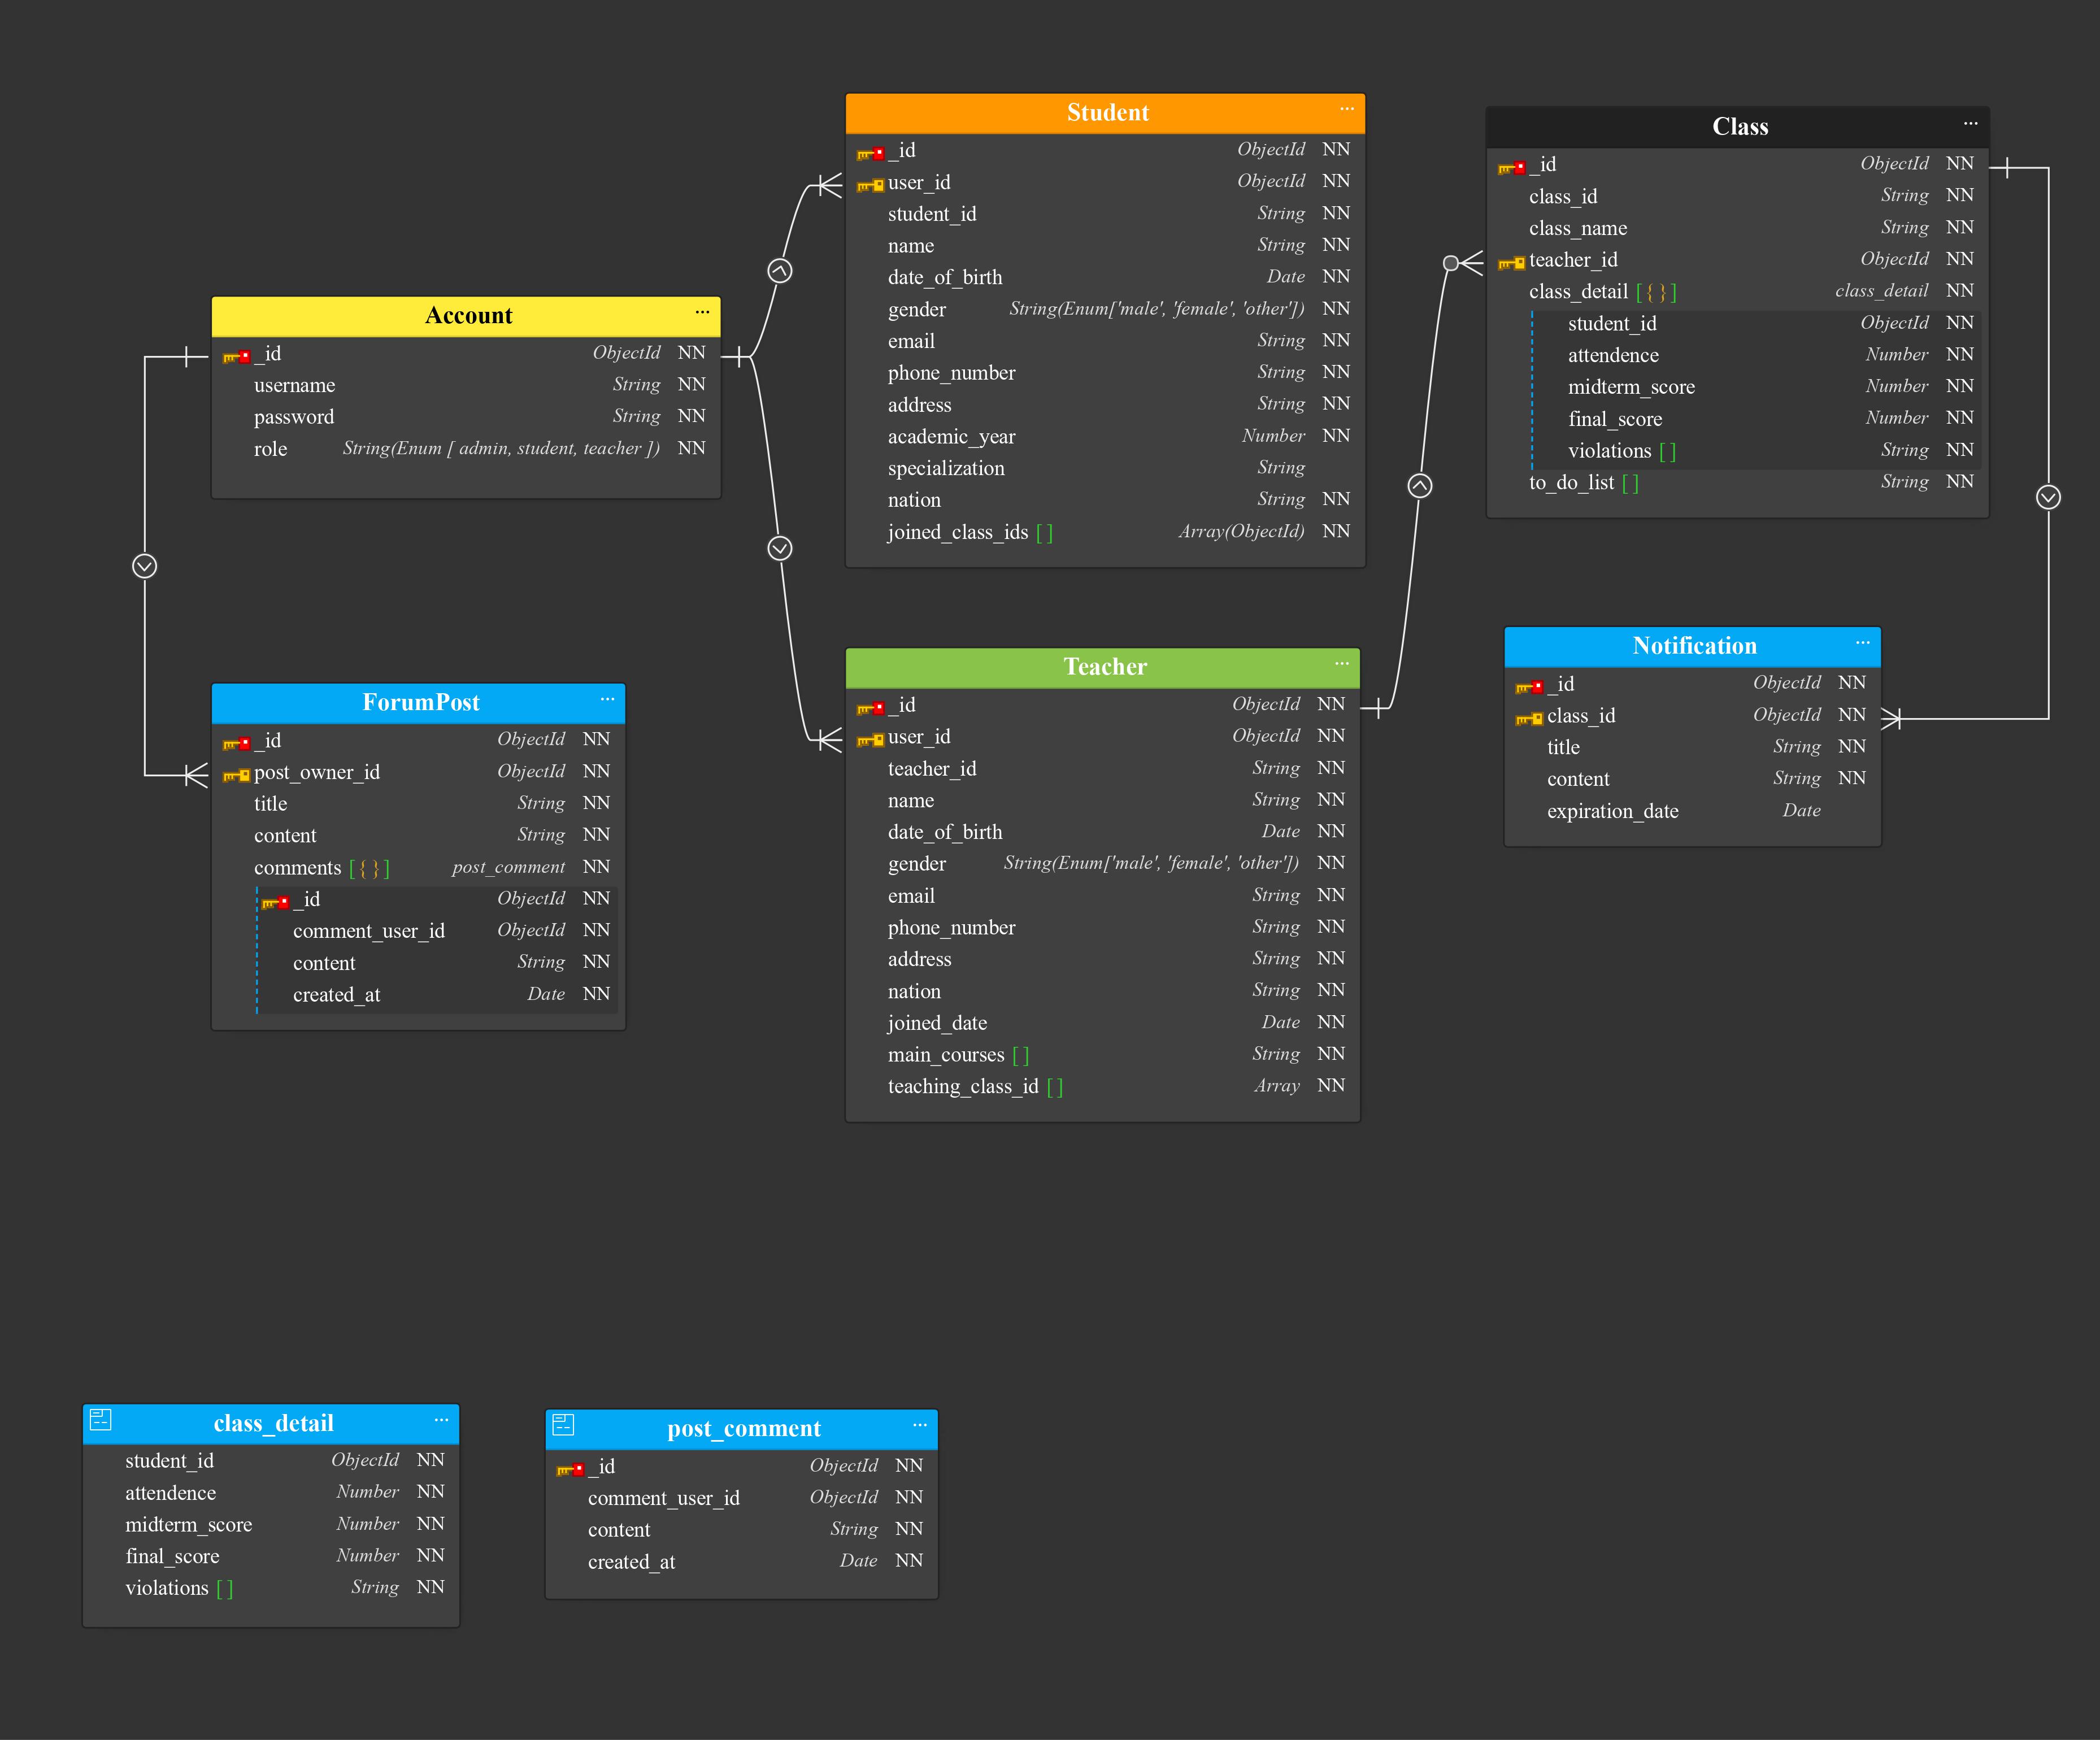 Student ...
_id ObjectId NN
user_id ObjectId NN
student_id String NN
name String NN
date_of_birth Date NN
gender String(Enum['male', 'female', 'other']) NN
email String NN
phone_number String NN
address String NN
academic_year Number NN
specialization String
nation String NN
joined_class_ids [ ] Array(ObjectId) NN
Class ...
_id ObjectId NN
class_id String NN
class_name String NN
teacher_id ObjectId NN
class_detail [ { } ] class_detail NN
student_id ObjectId NN
attendence Number NN
midterm_score Number NN
final_score Number NN
violations [ ] String NN
to_do_list [ ] String NN
Account ...
_id ObjectId NN
username String NN
password String NN
role String(Enum [ admin, student, teacher ]) NN
ForumPost ...
_id ObjectId NN
post_owner_id ObjectId NN
title String NN
content String NN
comments [ { } ] post_comment NN
_id ObjectId NN
comment_user_id ObjectId NN
content String NN
created_at Date NN
Teacher ...
_id ObjectId NN
user_id ObjectId NN
teacher_id String NN
name String NN
date_of_birth Date NN
gender String(Enum['male', 'female', 'other']) NN
email String NN
phone_number String NN
address String NN
nation String NN
joined_date Date NN
main_courses [ ] String NN
teaching_class_id [ ] Array NN
Notification ...
_id ObjectId NN
class_id ObjectId NN
title String NN
content String NN
expiration_date Date
class_detail ...
student_id ObjectId NN
attendence Number NN
midterm_score Number NN
final_score Number NN
violations [ ] String NN
post_comment ...
_id ObjectId NN
comment_user_id ObjectId NN
content String NN
created_at Date NN